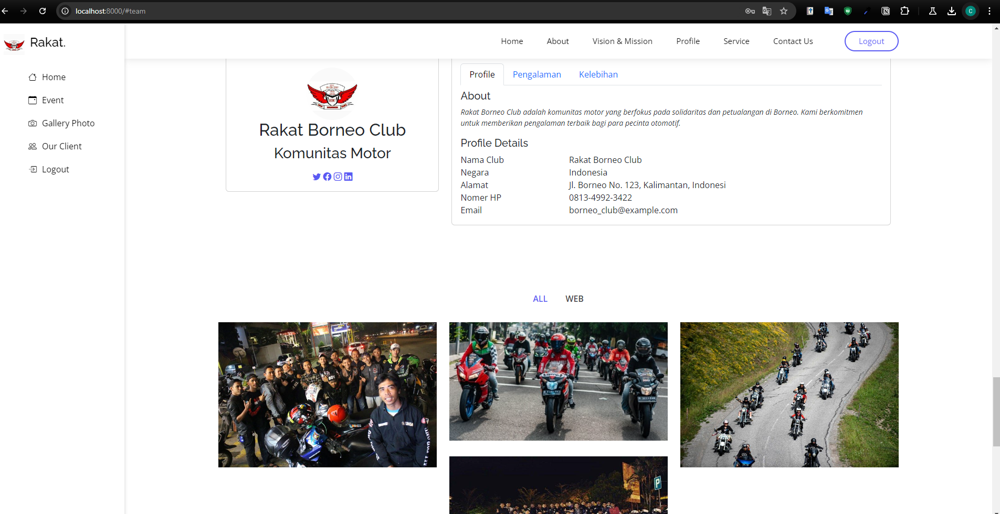 localhost:8000/#team
Rakat.
Home
Event
Gallery Photo
Our Client
Logout
Home About Vision & Mission Profile Service Contact Us Logout
RBC
Rakat Borneo Club
Komunitas Motor
Profile Pengalaman Kelebihan
About
Rakat Borneo Club adalah komunitas motor yang berfokus pada solidaritas dan petualangan di Borneo. Kami berkomitmen
untuk memberikan pengalaman terbaik bagi para pecinta otomotif.
Profile Details
Nama Club Rakat Borneo Club
Negara Indonesia
Alamat Jl. Borneo No. 123, Kalimantan, Indonesi
Nomer HP 0813-4992-3422
Email borneo_club@example.com
ALL WEB
P